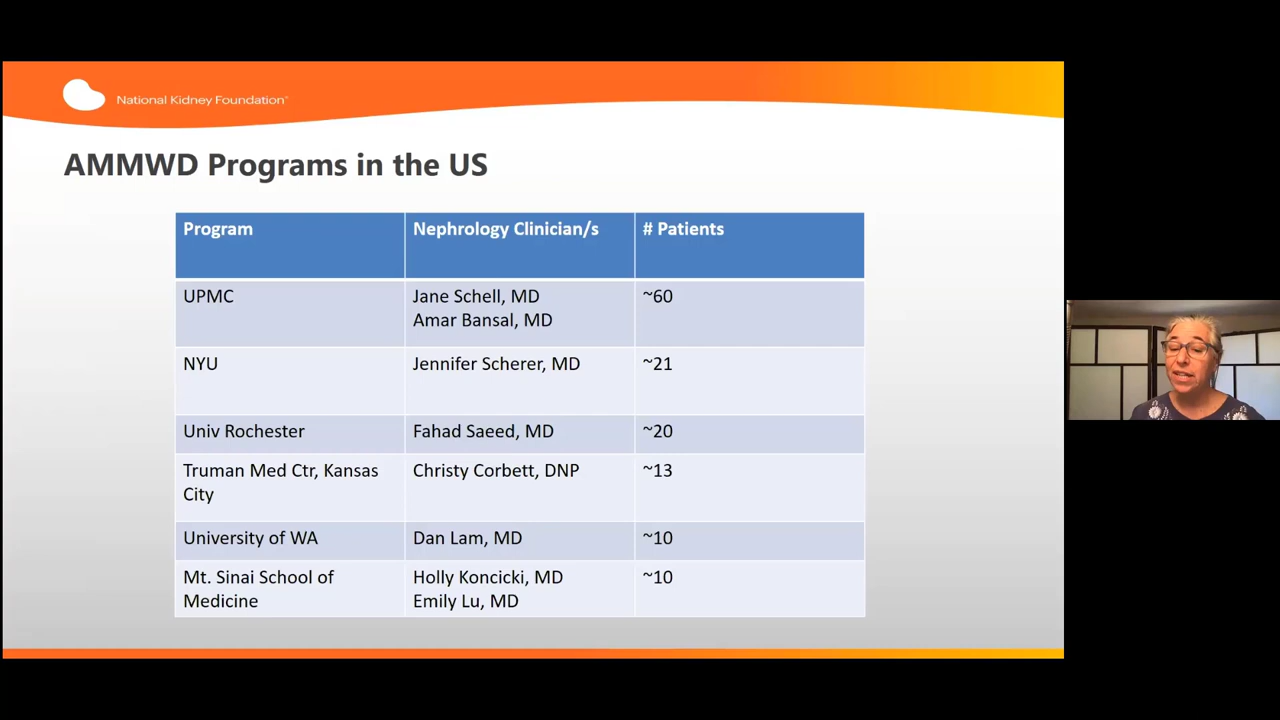 National Kidney Foundation™
AMMWD Programs in the US
Program
Nephrology Clinician/s
# Patients
UPMC
Jane Schell, MD
Amar Bansal, MD
~60
NYU
Jennifer Scherer, MD
~21
Univ Rochester
Fahad Saeed, MD
~20
Truman Med Ctr, Kansas
City
Christy Corbett, DNP
~13
University of WA
Dan Lam, MD
~10
Mt. Sinai School of
Medicine
Holly Koncicki, MD
Emily Lu, MD
~10